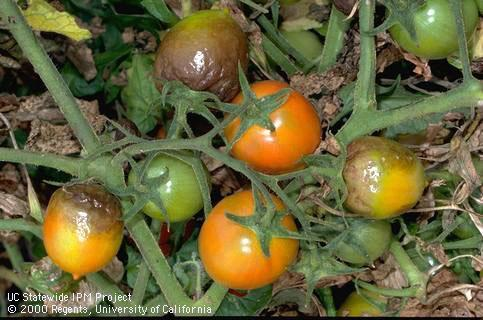 UC Statewide IPM Project
© 2000 Regents, University of California